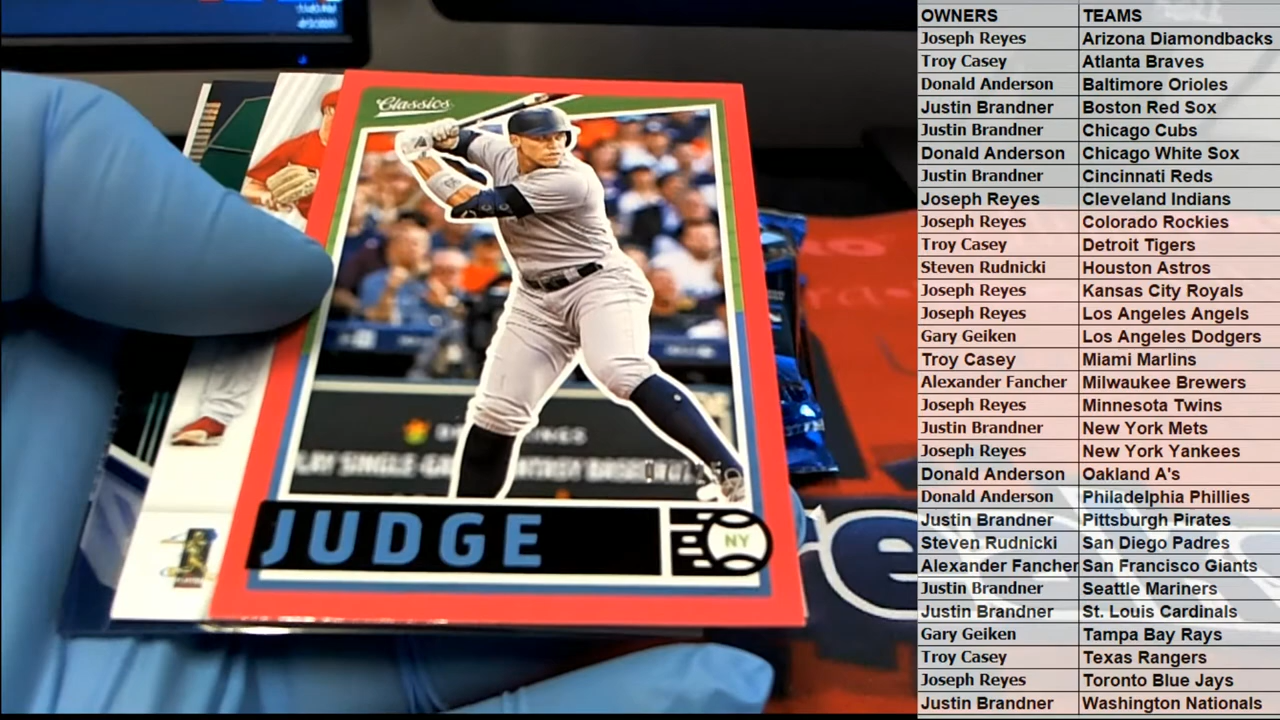 11:40 PM
Classics
JUDGE
NY
OWNERS TEAMS
Joseph Reyes Arizona Diamondbacks
Troy Casey Atlanta Braves
Donald Anderson Baltimore Orioles
Justin Brandner Boston Red Sox
Justin Brandner Chicago Cubs
Donald Anderson Chicago White Sox
Justin Brandner Cincinnati Reds
Joseph Reyes Cleveland Indians
Joseph Reyes Colorado Rockies
Troy Casey Detroit Tigers
Steven Rudnicki Houston Astros
Joseph Reyes Kansas City Royals
Joseph Reyes Los Angeles Angels
Gary Geiken Los Angeles Dodgers
Troy Casey Miami Marlins
Alexander Fancher Milwaukee Brewers
Joseph Reyes Minnesota Twins
Justin Brandner New York Mets
Joseph Reyes New York Yankees
Donald Anderson Oakland A's
Donald Anderson Philadelphia Phillies
Justin Brandner Pittsburgh Pirates
Steven Rudnicki San Diego Padres
Alexander Fancher San Francisco Giants
Justin Brandner Seattle Mariners
Justin Brandner St. Louis Cardinals
Gary Geiken Tampa Bay Rays
Troy Casey Texas Rangers
Joseph Reyes Toronto Blue Jays
Justin Brandner Washington Nationals